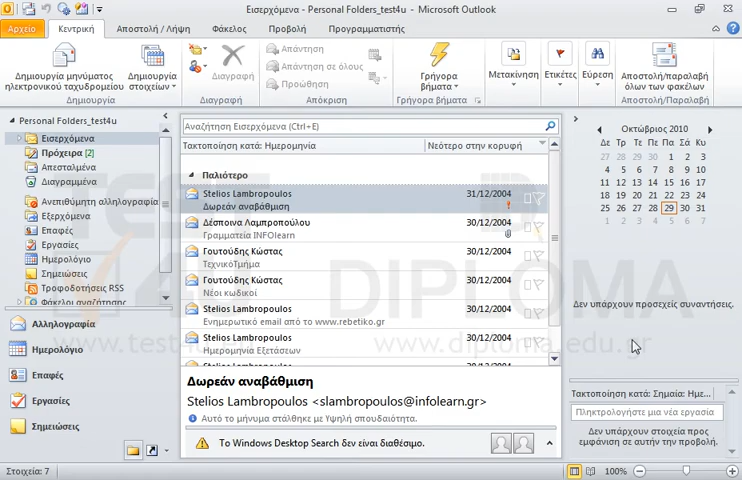 Εισερχόμενα - Personal Folders_test4u - Microsoft Outlook
Αρχείο Κεντρική Αποστολή / Λήψη Φάκελος Προβολή Προγραμματιστής
Δημιουργία μηνύματος ηλεκτρονικού ταχυδρομείου
Δημιουργία στοιχείων
Δημιουργία
Διαγραφή
Διαγραφή
Απάντηση
Απάντηση σε όλους
Προώθηση
Απόκριση
Γρήγορα βήματα
Γρήγορα βήματα
Μετακίνηση
Ετικέτες
Εύρεση
Αποστολή/παραλαβή όλων των φακέλων
Αποστολή/Παραλαβή
Personal Folders_test4u
Εισερχόμενα
Πρόχειρα [2]
Απεσταλμένα
Διαγραμμένα
Ανεπιθύμητη αλληλογραφία
Εξερχόμενα
Επαφές
Εργασίες
Ημερολόγιο
Σημειώσεις
Τροφοδοσίες RSS
Φάκελοι αναζήτησης
Αλληλογραφία
Ημερολόγιο
Επαφές
Εργασίες
Σημειώσεις
Αναζήτηση Εισερχόμενα (Ctrl+E)
Τακτοποίηση κατά: Ημερομηνία Νεότερο στην κορυφή
Παλιότερο
Stelios Lambropoulos 31/12/2004
Δωρεάν αναβάθμιση
Δέσποινα Λαμπροπούλου 30/12/2004
Γραμματεία INFOlearn
Γουτούδης Κώστας 30/12/2004
ΤεχνικόΤμήμα
Γουτούδης Κώστας 30/12/2004
Νέοι κωδικοί
Stelios Lambropoulos 30/12/2004
Ενημερωτικό email από το www.rebetiko.gr
Stelios Lambropoulos 30/12/2004
Ημερομηνία Εξετάσεων
Stelios Lambropoulos 30/12/2004
Δωρεάν αναβάθμιση
Stelios Lambropoulos <slambropoulos@infolearn.gr>
Αυτό το μήνυμα στάλθηκε με Υψηλή σπουδαιότητα.
Το Windows Desktop Search δεν είναι διαθέσιμο.
Οκτώβριος 2010
Δε Τρ Τε Πε Πα Σά Κυ
27 28 29 30 1 2 3
4 5 6 7 8 9 10
11 12 13 14 15 16 17
18 19 20 21 22 23 24
25 26 27 28 29 30 31
1 2 3 4 5 6 7
Δεν υπάρχουν προσεχείς συναντήσεις.
Τακτοποίηση κατά: Σημαία: Ημε...
Πληκτρολογήστε μια νέα εργασία
Δεν υπάρχουν στοιχεία προς εμφάνιση σε αυτήν την προβολή.
Στοιχεία: 7
100%
TEST
4U
DIPLOMA
www.diploma.edu.gr